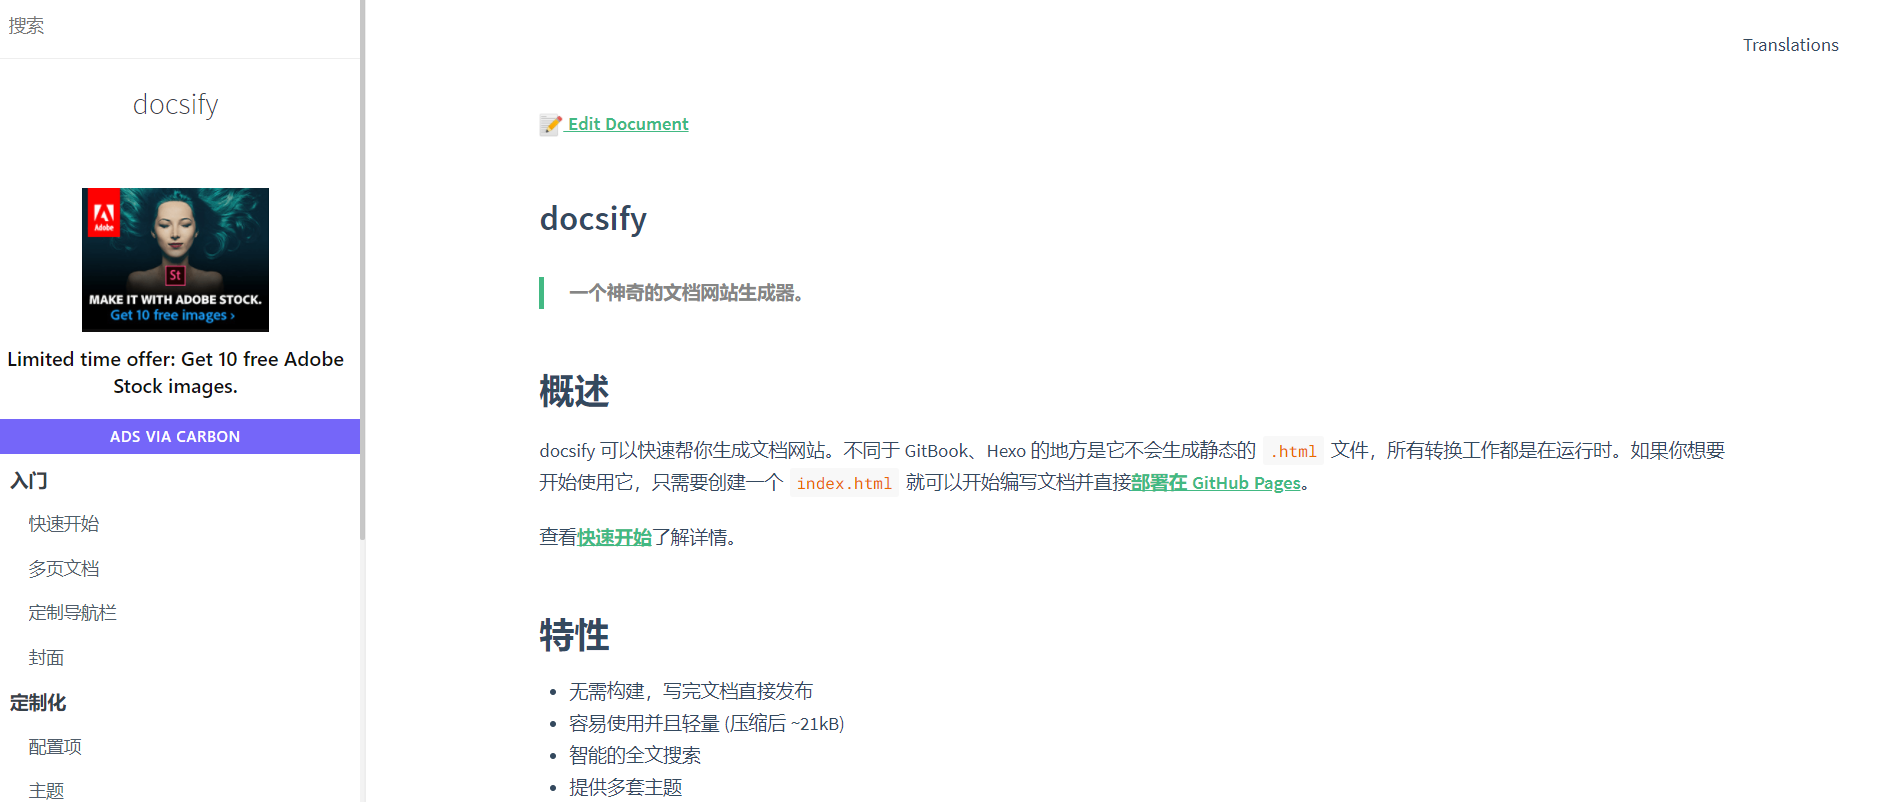 搜索
docsify
Adobe
St
MAKE IT WITH ADOBE STOCK.
Get 10 free images ›
Limited time offer: Get 10 free Adobe
Stock images.
ADS VIA CARBON
入门
快速开始
多页文档
定制导航栏
封面
定制化
配置项
主题
Translations
📝 Edit Document
docsify
一个神奇的文档网站生成器。
概述
docsify 可以快速帮你生成文档网站。不同于 GitBook、Hexo 的地方是它不会生成静态的 .html 文件，所有转换工作都是在运行时。如果你想要
开始使用它，只需要创建一个 index.html 就可以开始编写文档并直接部署在 GitHub Pages。
查看快速开始了解详情。
特性
• 无需构建，写完文档直接发布
• 容易使用并且轻量 (压缩后 ~21kB)
• 智能的全文搜索
• 提供多套主题